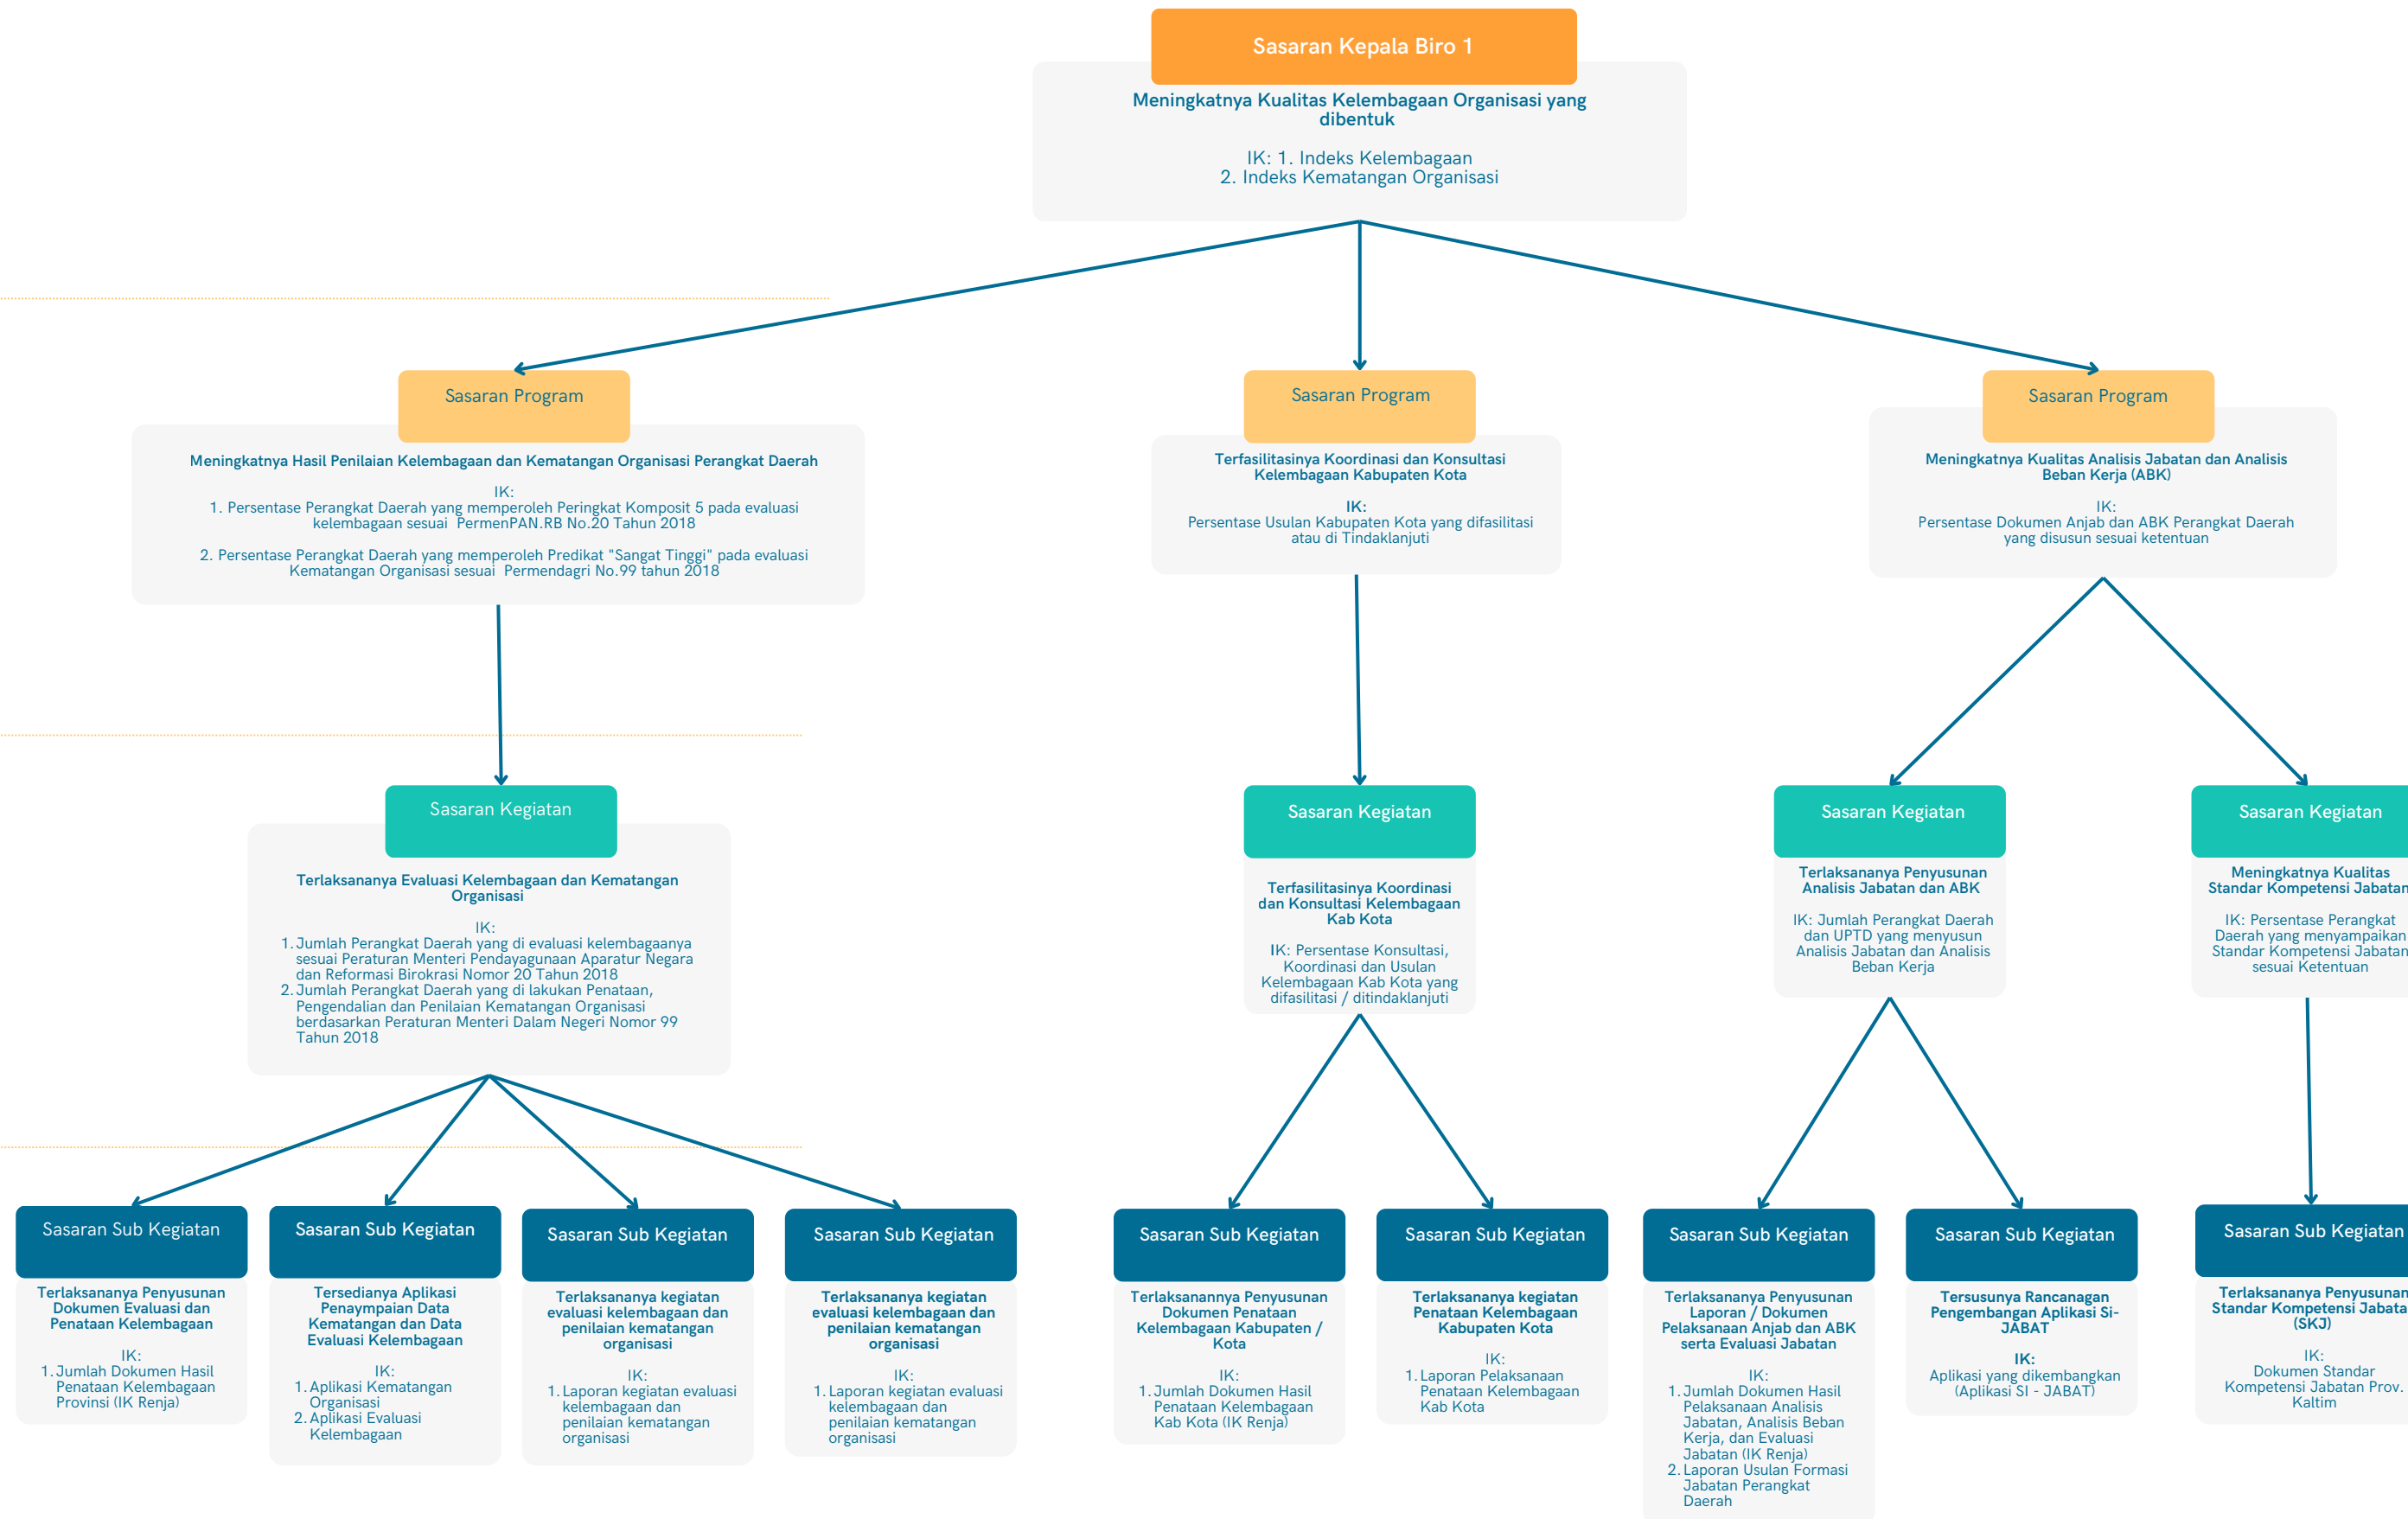 Sasaran Kepala Biro 1
Meningkatnya Kualitas Kelembagaan Organisasi yang
dibentuk
IK: 1. Indeks Kelembagaan
2. Indeks Kematangan Organisasi
Sasaran Program
Meningkatnya Hasil Penilaian Kelembagaan dan Kematangan Organisasi Perangkat Daerah
IK:
1. Persentase Perangkat Daerah yang memperoleh Peringkat Komposit 5 pada evaluasi
kelembagaan sesuai PermenPAN.RB No.20 Tahun 2018
2. Persentase Perangkat Daerah yang memperoleh Predikat "Sangat Tinggi" pada evaluasi
Kematangan Organisasi sesuai Permendagri No.99 tahun 2018
Sasaran Program
Terfasilitasinya Koordinasi dan Konsultasi
Kelembagaan Kabupaten Kota
IK:
Persentase Usulan Kabupaten Kota yang difasilitasi
atau di Tindaklanjuti
Sasaran Program
Meningkatnya Kualitas Analisis Jabatan dan Analisis
Beban Kerja (ABK)
IK:
Persentase Dokumen Anjab dan ABK Perangkat Daerah
yang disusun sesuai ketentuan
Sasaran Kegiatan
Terlaksananya Evaluasi Kelembagaan dan Kematangan
Organisasi
IK:
1. Jumlah Perangkat Daerah yang di evaluasi kelembagaanya
sesuai Peraturan Menteri Pendayagunaan Aparatur Negara
dan Reformasi Birokrasi Nomor 20 Tahun 2018
2. Jumlah Perangkat Daerah yang di lakukan Penataan,
Pengendalian dan Penilaian Kematangan Organisasi
berdasarkan Peraturan Menteri Dalam Negeri Nomor 99
Tahun 2018
Sasaran Kegiatan
Terfasilitasinya Koordinasi
dan Konsultasi Kelembagaan
Kab Kota
IK: Persentase Konsultasi,
Koordinasi dan Usulan
Kelembagaan Kab Kota yang
difasilitasi / ditindaklanjuti
Sasaran Kegiatan
Terlaksananya Penyusunan
Analisis Jabatan dan ABK
IK: Jumlah Perangkat Daerah
dan UPTD yang menyusun
Analisis Jabatan dan Analisis
Beban Kerja
Sasaran Kegiatan
Meningkatnya Kualitas
Standar Kompetensi Jabatan
IK: Persentase Perangkat
Daerah yang menyampaikan
Standar Kompetensi Jabatan
sesuai Ketentuan
Sasaran Sub Kegiatan
Terlaksananya Penyusunan
Dokumen Evaluasi dan
Penataan Kelembagaan
IK:
1. Jumlah Dokumen Hasil
Penataan Kelembagaan
Provinsi (IK Renja)
Sasaran Sub Kegiatan
Tersedianya Aplikasi
Penaympaian Data
Kematangan dan Data
Evaluasi Kelembagaan
IK:
1. Aplikasi Kematangan
Organisasi
2. Aplikasi Evaluasi
Kelembagaan
Sasaran Sub Kegiatan
Terlaksananya kegiatan
evaluasi kelembagaan dan
penilaian kematangan
organisasi
IK:
1. Laporan kegiatan evaluasi
kelembagaan dan
penilaian kematangan
organisasi
Sasaran Sub Kegiatan
Terlaksananya kegiatan
evaluasi kelembagaan dan
penilaian kematangan
organisasi
IK:
1. Laporan kegiatan evaluasi
kelembagaan dan
penilaian kematangan
organisasi
Sasaran Sub Kegiatan
Terlaksanannya Penyusunan
Dokumen Penataan
Kelembagaan Kabupaten /
Kota
IK:
1. Jumlah Dokumen Hasil
Penataan Kelembagaan
Kab Kota (IK Renja)
Sasaran Sub Kegiatan
Terlaksananya kegiatan
Penataan Kelembagaan
Kabupaten Kota
IK:
1. Laporan Pelaksanaan
Penataan Kelembagaan
Kab Kota
Sasaran Sub Kegiatan
Terlaksananya Penyusunan
Laporan / Dokumen
Pelaksanaan Anjab dan ABK
serta Evaluasi Jabatan
IK:
1. Jumlah Dokumen Hasil
Pelaksanaan Analisis
Jabatan, Analisis Beban
Kerja, dan Evaluasi
Jabatan (IK Renja)
2. Laporan Usulan Formasi
Jabatan Perangkat
Daerah
Sasaran Sub Kegiatan
Tersusunya Rancanagan
Pengembangan Aplikasi Si-
JABAT
IK:
Aplikasi yang dikembangkan
(Aplikasi SI - JABAT)
Sasaran Sub Kegiatan
Terlaksananya Penyusunan
Standar Kompetensi Jabata
(SKJ)
IK:
Dokumen Standar
Kompetensi Jabatan Prov.
Kaltim